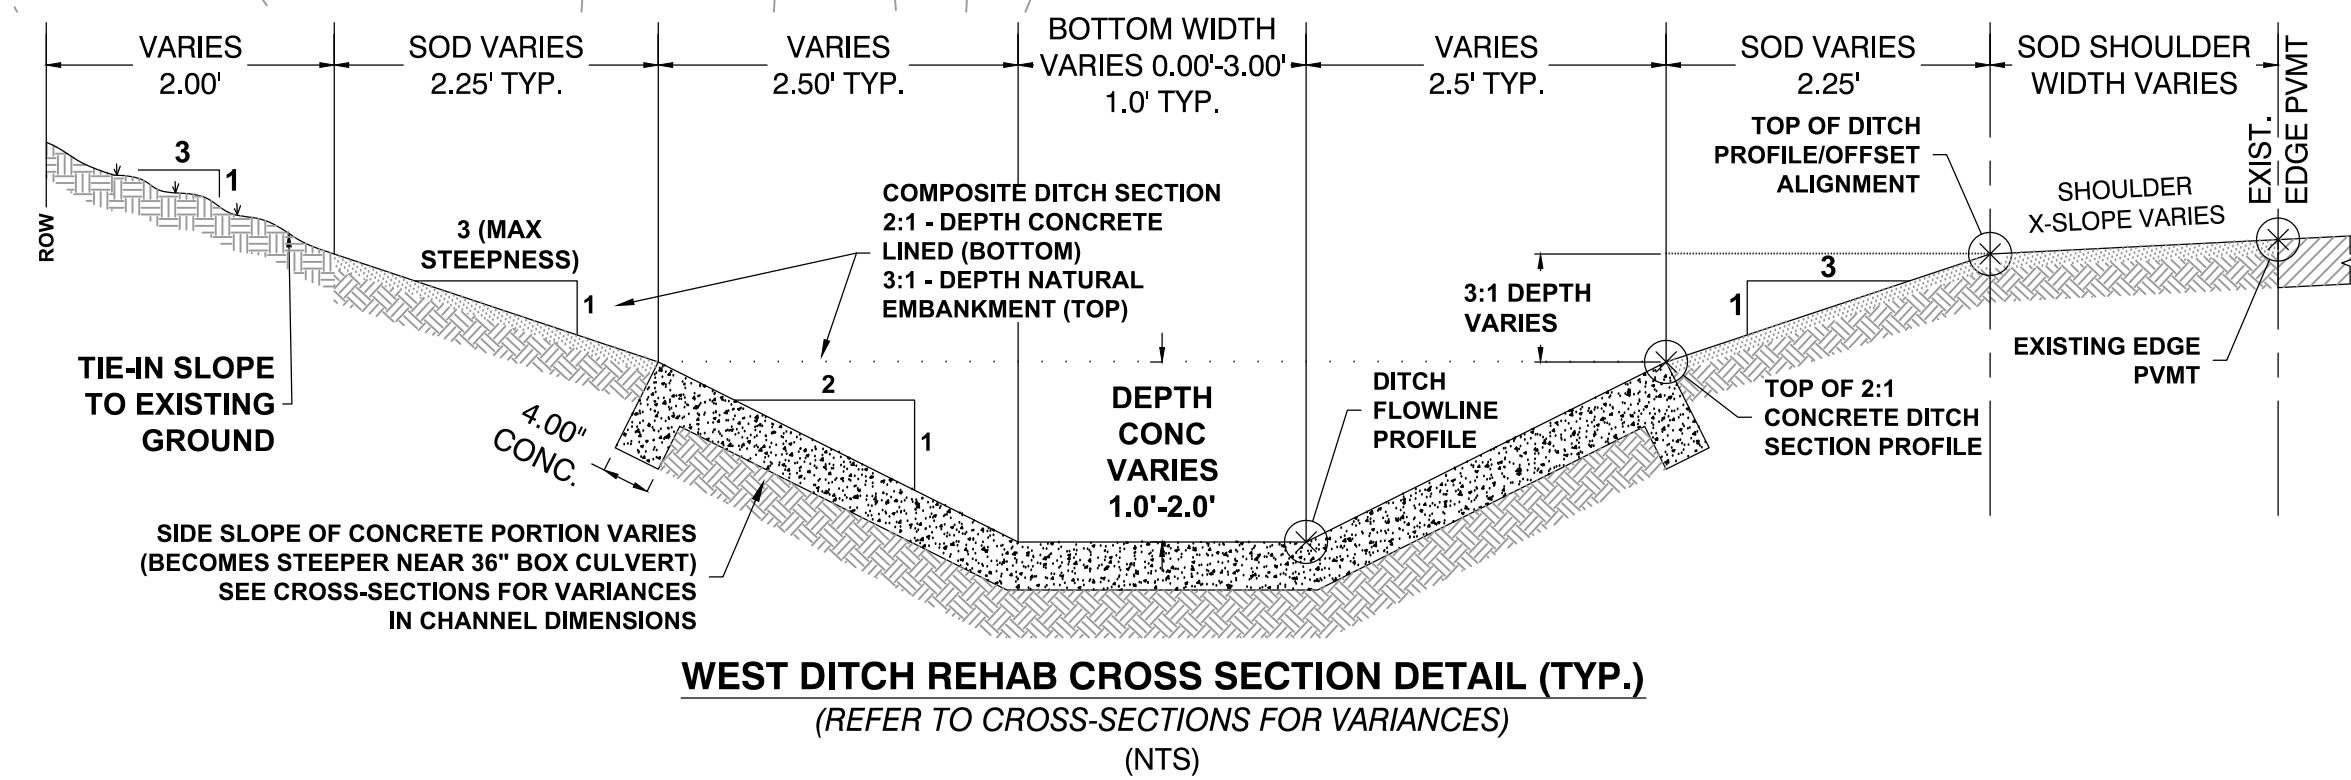 VARIES
2.00'
SOD VARIES
2.25' TYP.
VARIES
2.50' TYP.
BOTTOM WIDTH
VARIES 0.00'-3.00'
1.0' TYP.
VARIES
2.5' TYP.
SOD VARIES
2.25'
SOD SHOULDER
WIDTH VARIES
EXIST.
EDGE PVMT
TOP OF DITCH
PROFILE/OFFSET
ALIGNMENT
SHOULDER
X-SLOPE VARIES
3
1
ROW
3 (MAX
STEEPNESS)
1
COMPOSITE DITCH SECTION
2:1 - DEPTH CONCRETE
LINED (BOTTOM)
3:1 - DEPTH NATURAL
EMBANKMENT (TOP)
3:1 DEPTH
VARIES
3
1
TIE-IN SLOPE
TO EXISTING
GROUND
4.00"
CONC.
2
1
DEPTH
CONC
VARIES
1.0'-2.0'
DITCH
FLOWLINE
PROFILE
TOP OF 2:1
CONCRETE DITCH
SECTION PROFILE
EXISTING EDGE
PVMT
SIDE SLOPE OF CONCRETE PORTION VARIES
(BECOMES STEEPER NEAR 36" BOX CULVERT)
SEE CROSS-SECTIONS FOR VARIANCES
IN CHANNEL DIMENSIONS
WEST DITCH REHAB CROSS SECTION DETAIL (TYP.)
(REFER TO CROSS-SECTIONS FOR VARIANCES)
(NTS)